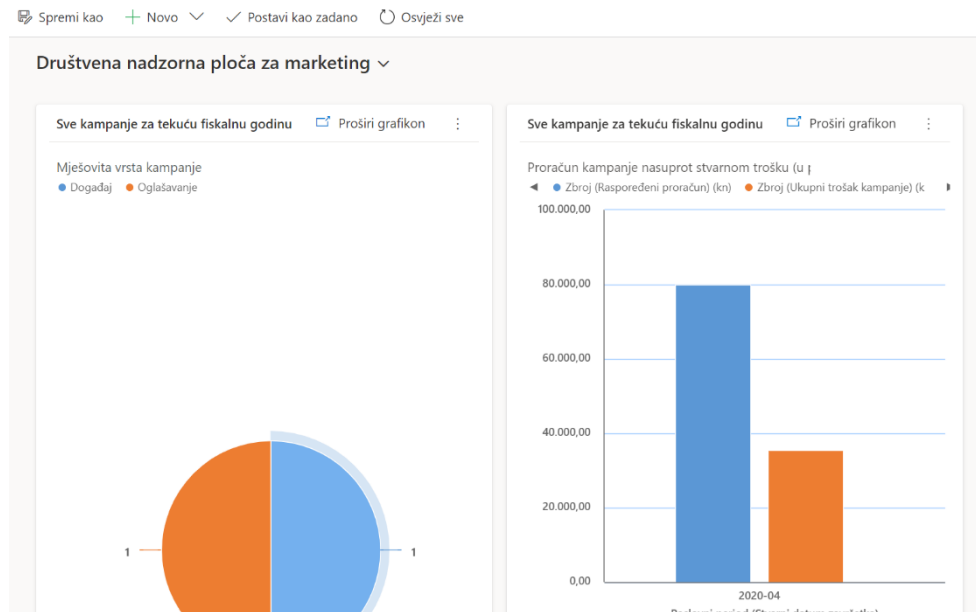 Spremi kao Novo Postavi kao zadano Osvježi sve
Društvena nadzorna ploča za marketing
Sve kampanje za tekuću fiskalnu godinu Proširi grafikon
Mješovita vrsta kampanje
Događaj Oglašavanje
1 1
Sve kampanje za tekuću fiskalnu godinu Proširi grafikon
Proračun kampanje nasuprot stvarnom trošku (u
Zbroj (Raspoređeni proračun) (kn) Zbroj (Ukupni trošak kampanje) (k
100.000,00
80.000,00
60.000,00
40.000,00
20.000,00
0,00
2020-04